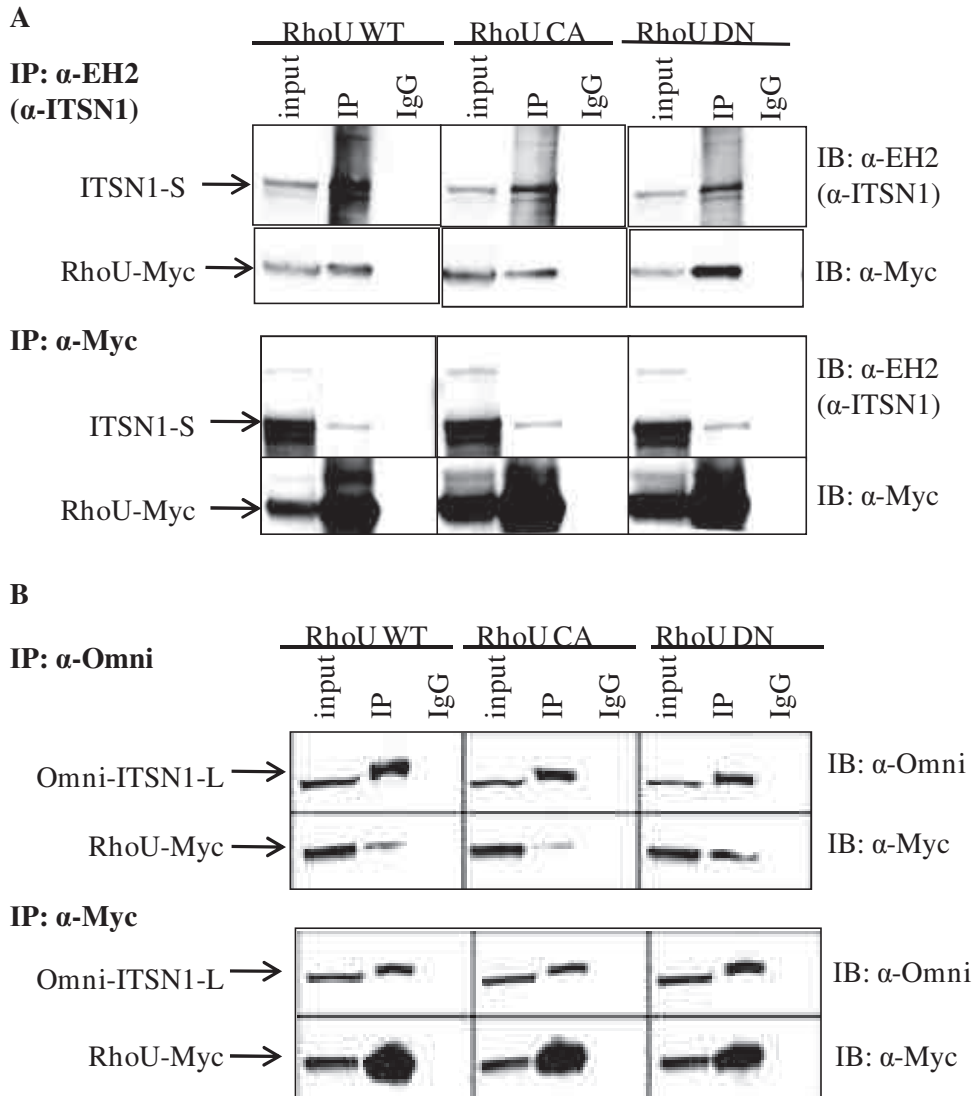 A
RhoU WT RhoU CA RhoU DN
IP: α-EH2
(α-ITSN1)
input IP IgG input IP IgG input IP IgG
ITSN1-S
IB: α-EH2
(α-ITSN1)
RhoU-Myc
IB: α-Myc
IP: α-Myc
ITSN1-S
IB: α-EH2
(α-ITSN1)
RhoU-Myc
IB: α-Myc
B
RhoU WT RhoU CA RhoU DN
IP: α-Omni
input IP IgG input IP IgG input IP IgG
Omni-ITSN1-L
IB: α-Omni
RhoU-Myc
IB: α-Myc
IP: α-Myc
Omni-ITSN1-L
IB: α-Omni
RhoU-Myc
IB: α-Myc